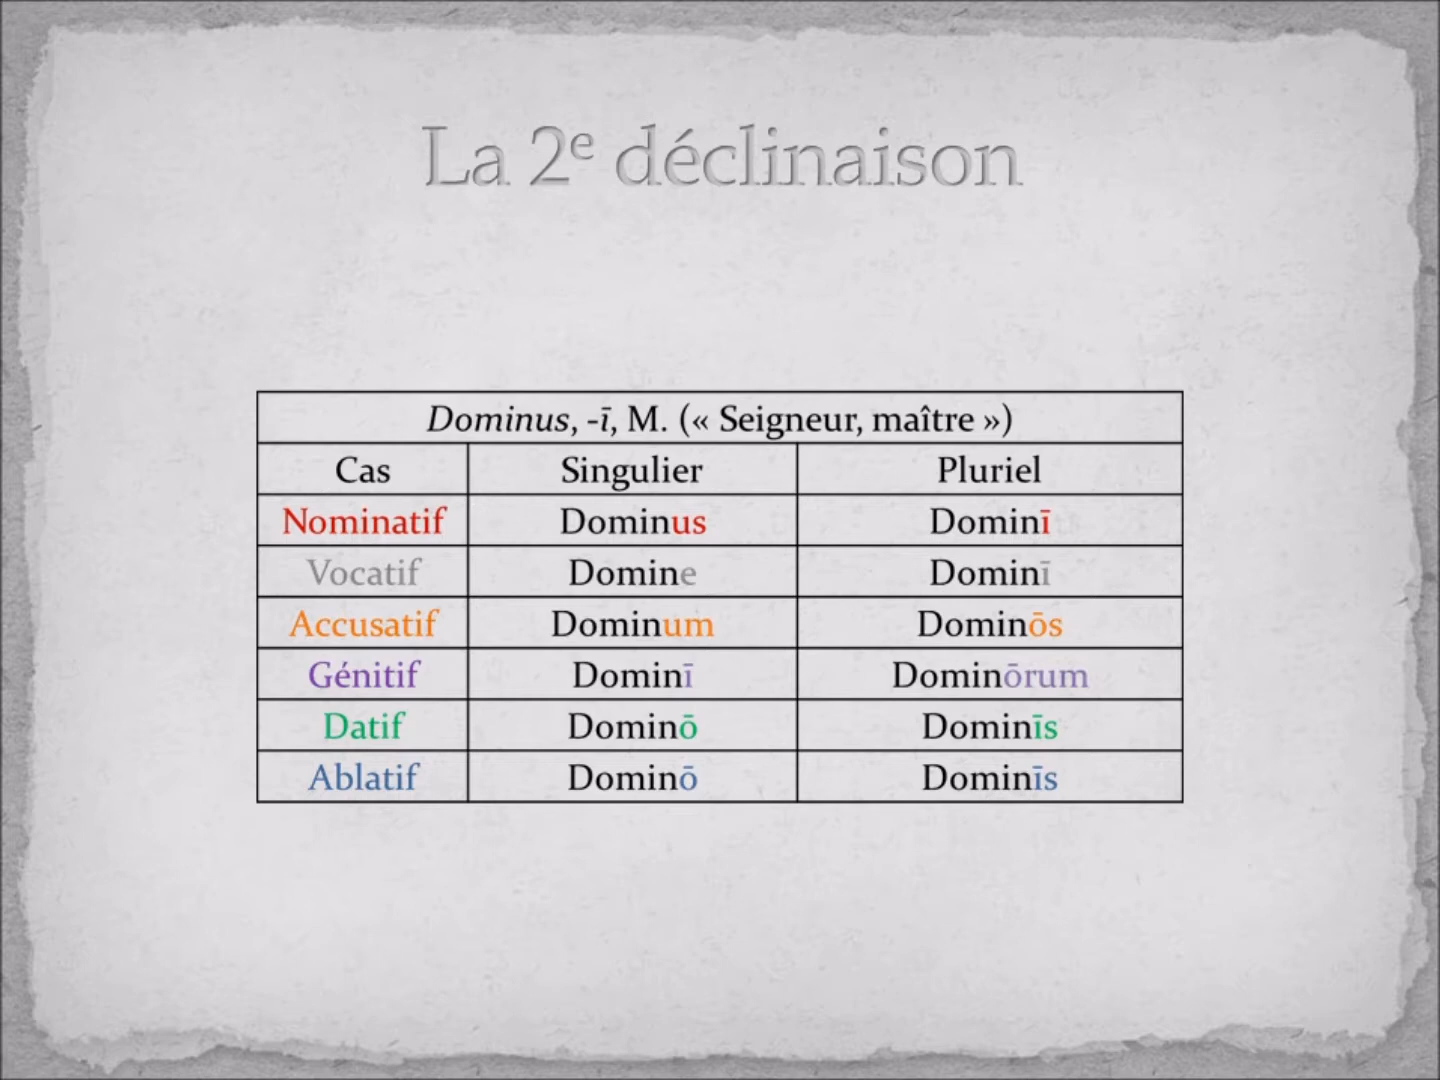 La 2e déclinaison
Dominus, -ī, M. (« Seigneur, maître »)
Cas Singulier Pluriel
Nominatif Dominus Dominī
Vocatif Domine Dominī
Accusatif Dominum Dominōs
Génitif Dominī Dominōrum
Datif Dominō Dominīs
Ablatif Dominō Dominīs